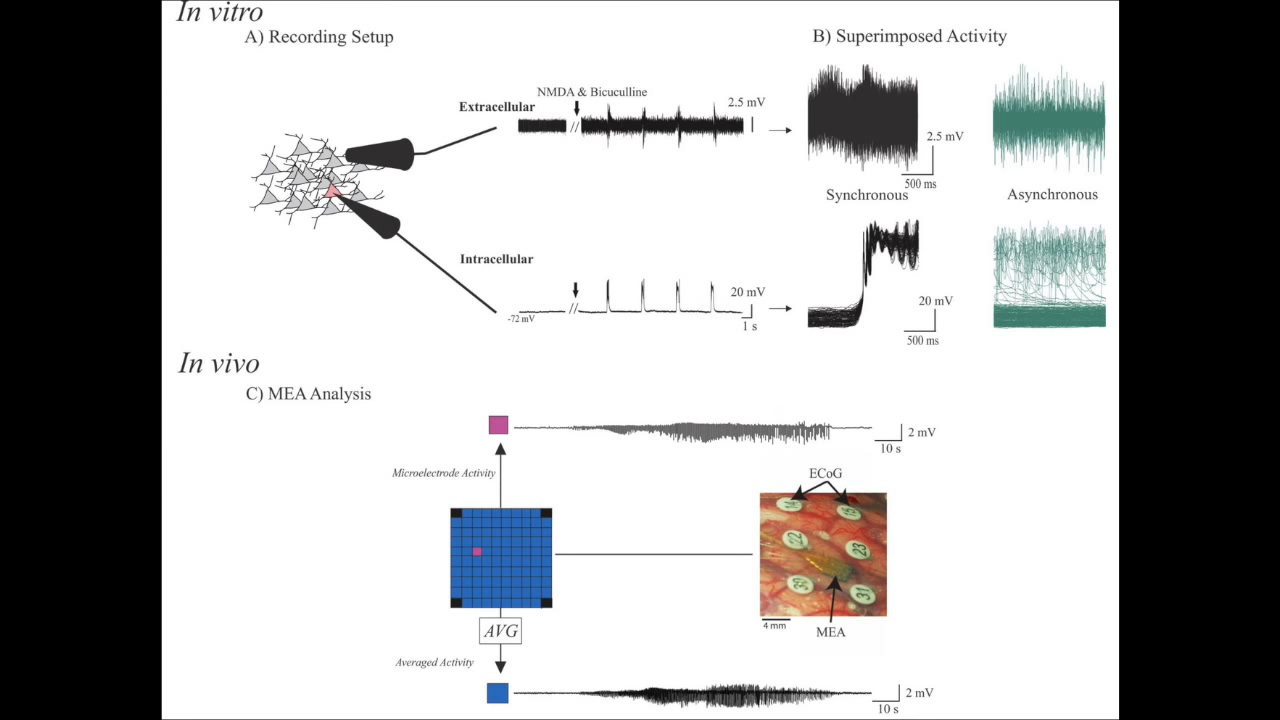 In vitro
A) Recording Setup
B) Superimposed Activity
NMDA & Bicuculline
Extracellular
2.5 mV
//
2.5 mV
500 ms
Synchronous
Asynchronous
Intracellular
20 mV
//
-72 mV
1 s
20 mV
500 ms
In vivo
C) MEA Analysis
2 mV
10 s
Microelectrode Activity
ECoG
14
15
22
23
39
31
4 mm
MEA
AVG
Averaged Activity
2 mV
10 s